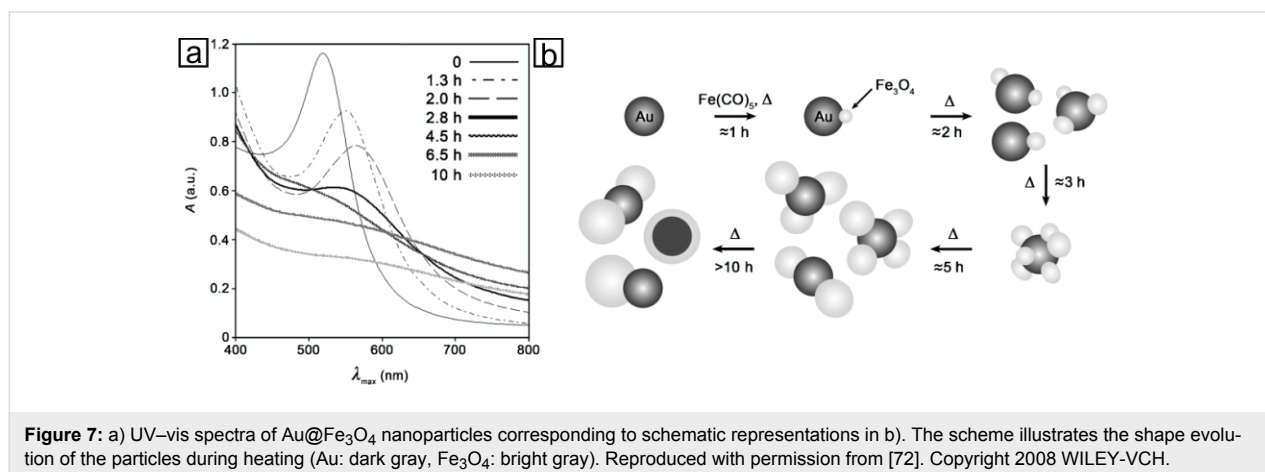 a
1.2
1.0
0.8
0.6
0.4
0.2
0
A (a.u.)
400
500
600
700
800
λmax (nm)
0
1.3 h
2.0 h
2.8 h
4.5 h
6.5 h
10 h
b
Au
Fe(CO)5, Δ
≈1 h
Au
Fe3O4
Δ
≈2 h
Δ
≈3 h
Δ
≈5 h
Δ
>10 h
Figure 7: a) UV–vis spectra of Au@Fe3O4 nanoparticles corresponding to schematic representations in b). The scheme illustrates the shape evolu-
tion of the particles during heating (Au: dark gray, Fe3O4: bright gray). Reproduced with permission from [72]. Copyright 2008 WILEY-VCH.